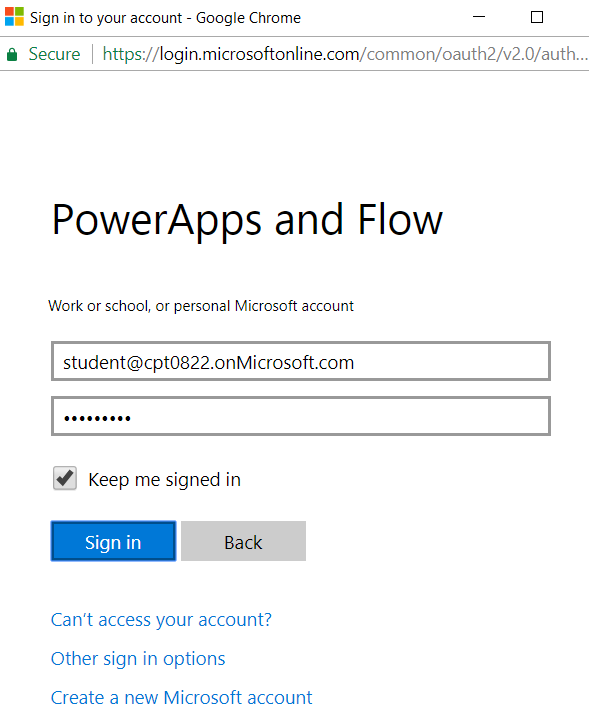 Sign in to your account - Google Chrome
Secure | https://login.microsoftonline.com/common/oauth2/v2.0/auth...
PowerApps and Flow
Work or school, or personal Microsoft account
student@cpt0822.onMicrosoft.com
•••••••••
Keep me signed in
Sign in Back
Can't access your account?
Other sign in options
Create a new Microsoft account